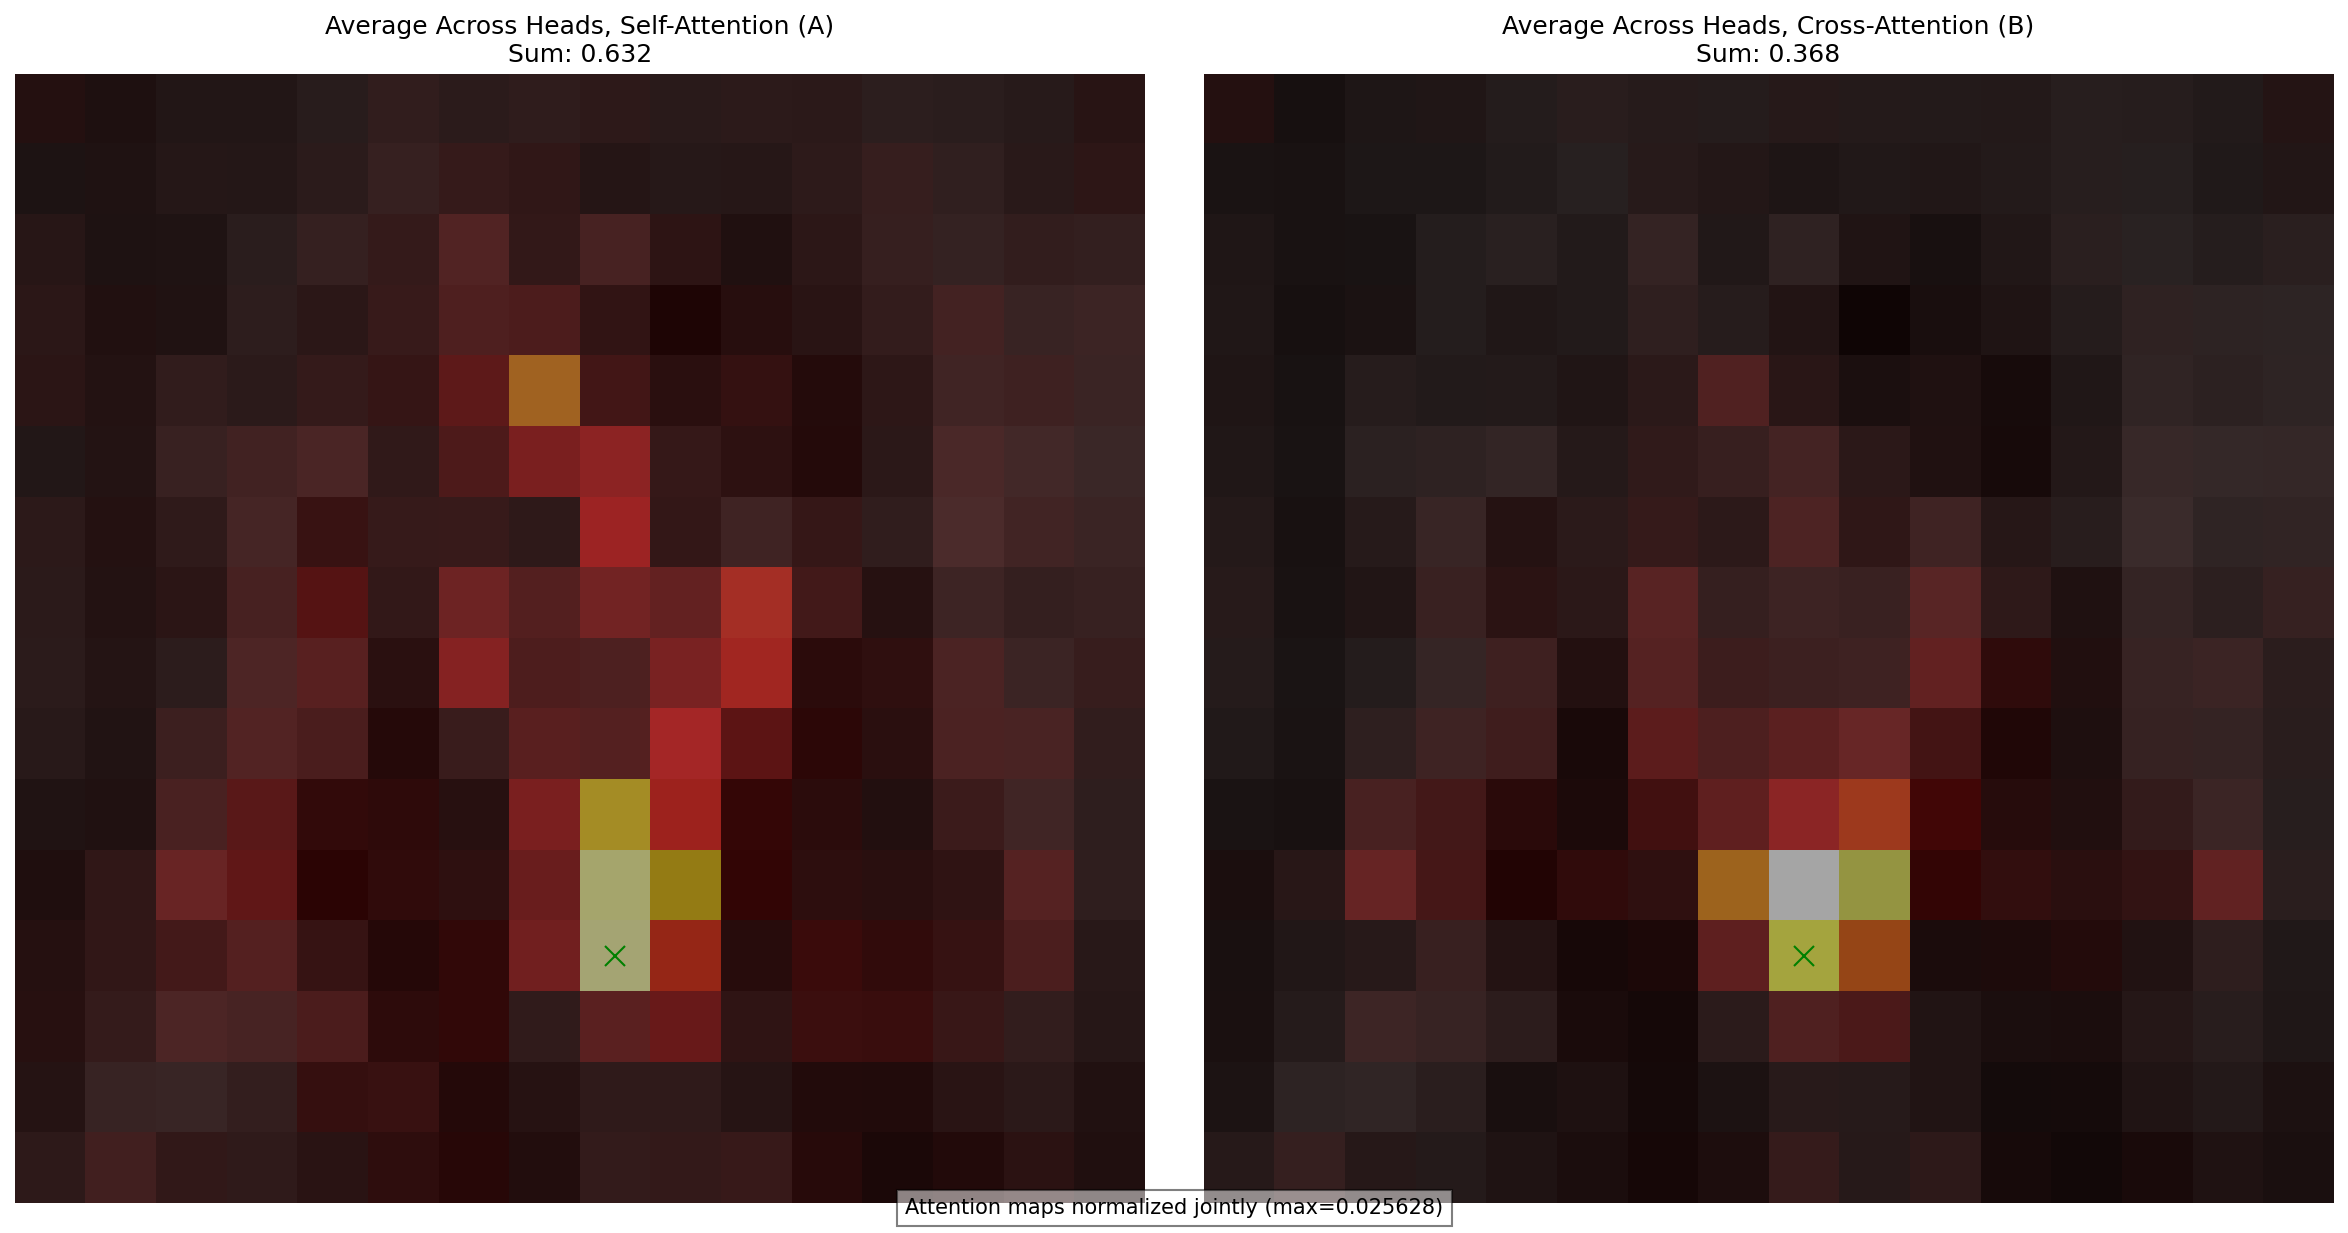 Average Across Heads, Self-Attention (A)
Sum: 0.632
Average Across Heads, Cross-Attention (B)
Sum: 0.368
Attention maps normalized jointly (max=0.025628)